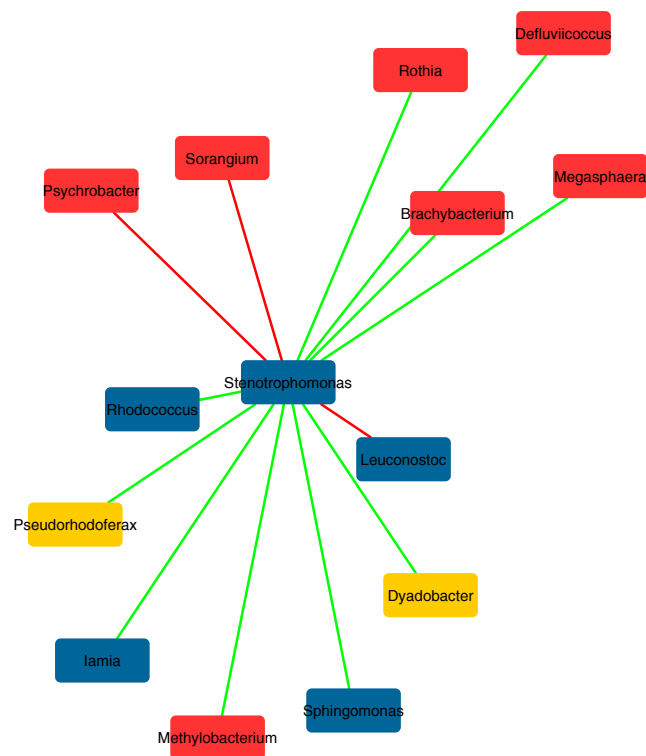 Defluviicoccus
Rothia
Sorangium
Megasphaera
Psychrobacter
Brachybacterium
Stenotrophomonas
Rhodococcus
Leuconostoc
Pseudorhodoferax
Dyadobacter
Iamia
Sphingomonas
Methylobacterium